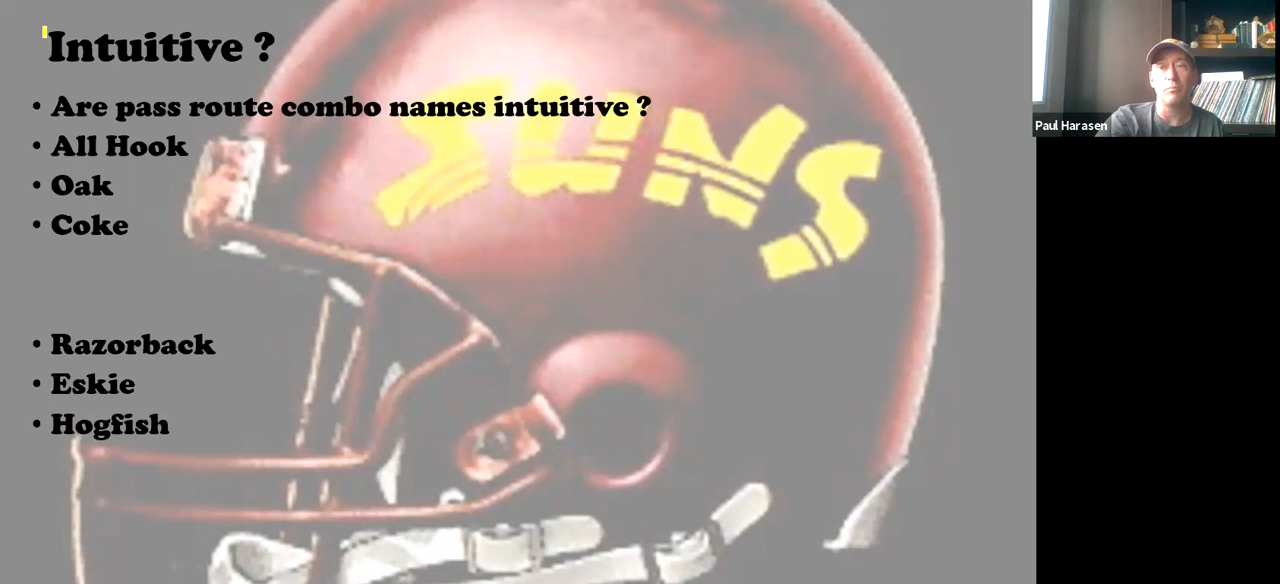 Intuitive ?
• Are pass route combo names intuitive ?
• All Hook
• Oak
• Coke
• Razorback
• Eskie
• Hogfish
SUNS
Paul Harasen